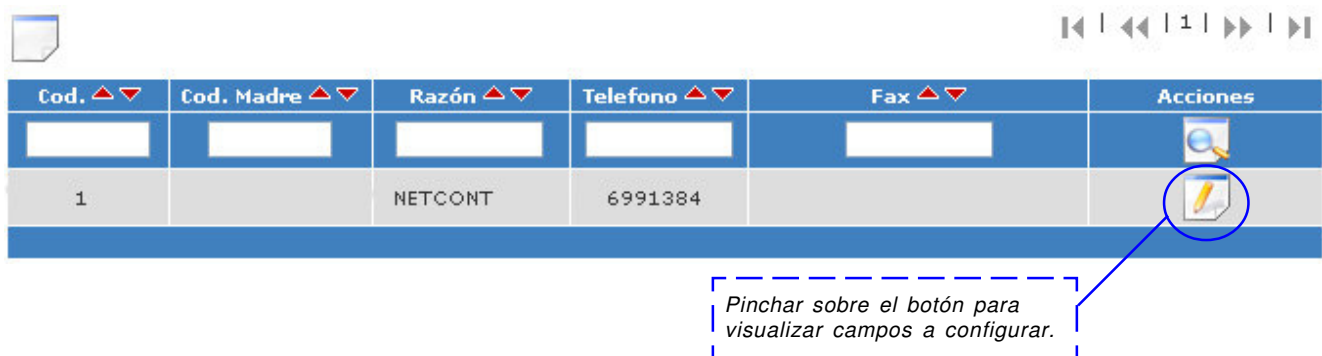 | 1 |
Cod. Cod. Madre Razón Telefono Fax Acciones
1 NETCONT 6991384
Pinchar sobre el botón para
visualizar campos a configurar.